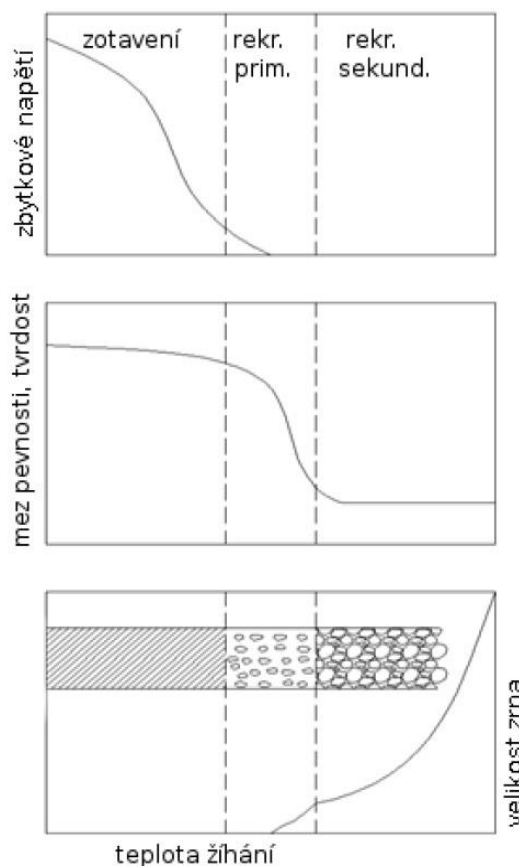 zotavení
rekr.
prim.
rekr.
sekund.
zbytkové napětí
mez pevnosti, tvrdost
velikost zrna
teplota žíhání